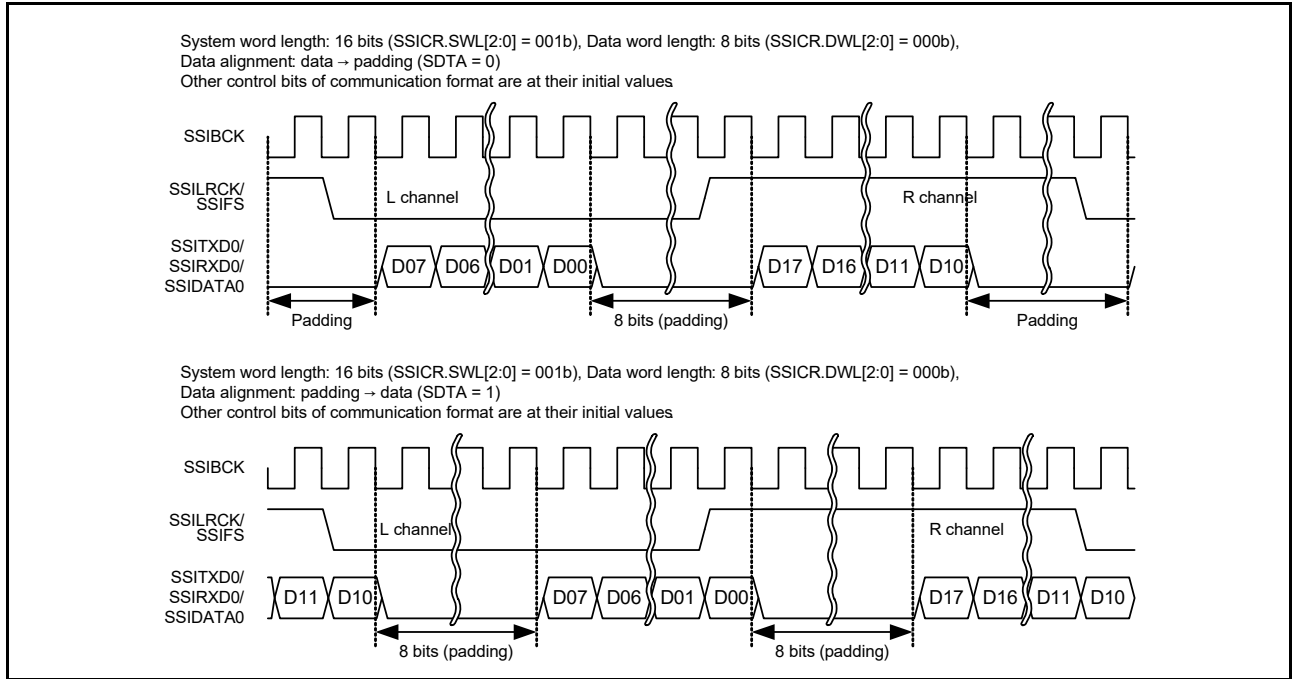 System word length: 16 bits (SSICR.SWL[2:0] = 001b), Data word length: 8 bits (SSICR.DWL[2:0] = 000b),
Data alignment: data → padding (SDTA = 0)
Other control bits of communication format are at their initial values.
SSIBCK
SSILRCK/
SSIFS
L channel
R channel
SSITXD0/
SSIRXD0/
SSIDATA0
D07 D06 D01 D00 D17 D16 D11 D10
Padding 8 bits (padding) Padding
System word length: 16 bits (SSICR.SWL[2:0] = 001b), Data word length: 8 bits (SSICR.DWL[2:0] = 000b),
Data alignment: padding → data (SDTA = 1)
Other control bits of communication format are at their initial values.
SSIBCK
SSILRCK/
SSIFS
L channel
R channel
SSITXD0/
SSIRXD0/
SSIDATA0
D11 D10 D07 D06 D01 D00 D17 D16 D11 D10
8 bits (padding) 8 bits (padding)